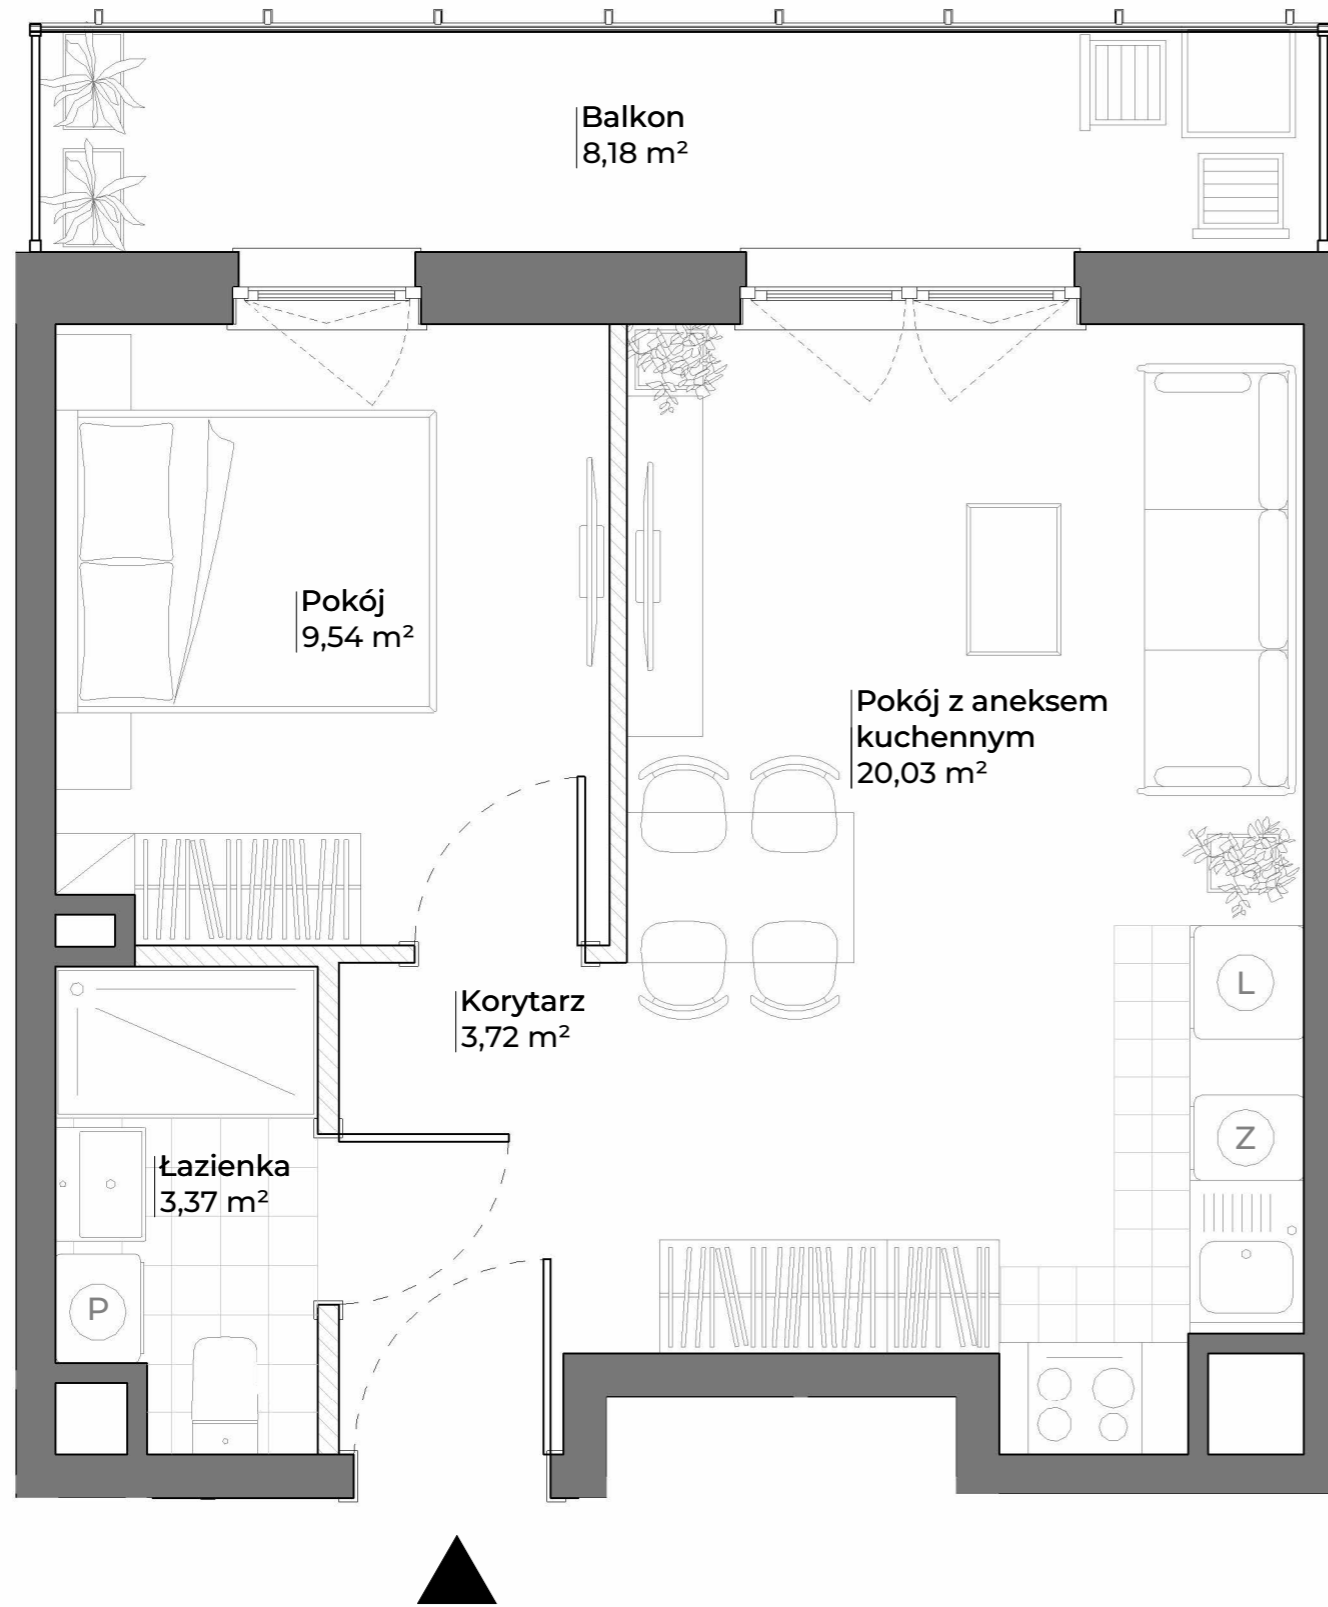 Balkon
8,18 m²
Pokój
9,54 m²
Pokój z aneksem
kuchennym
20,03 m²
Korytarz
3,72 m²
L
Z
Łazienka
3,37 m²
P